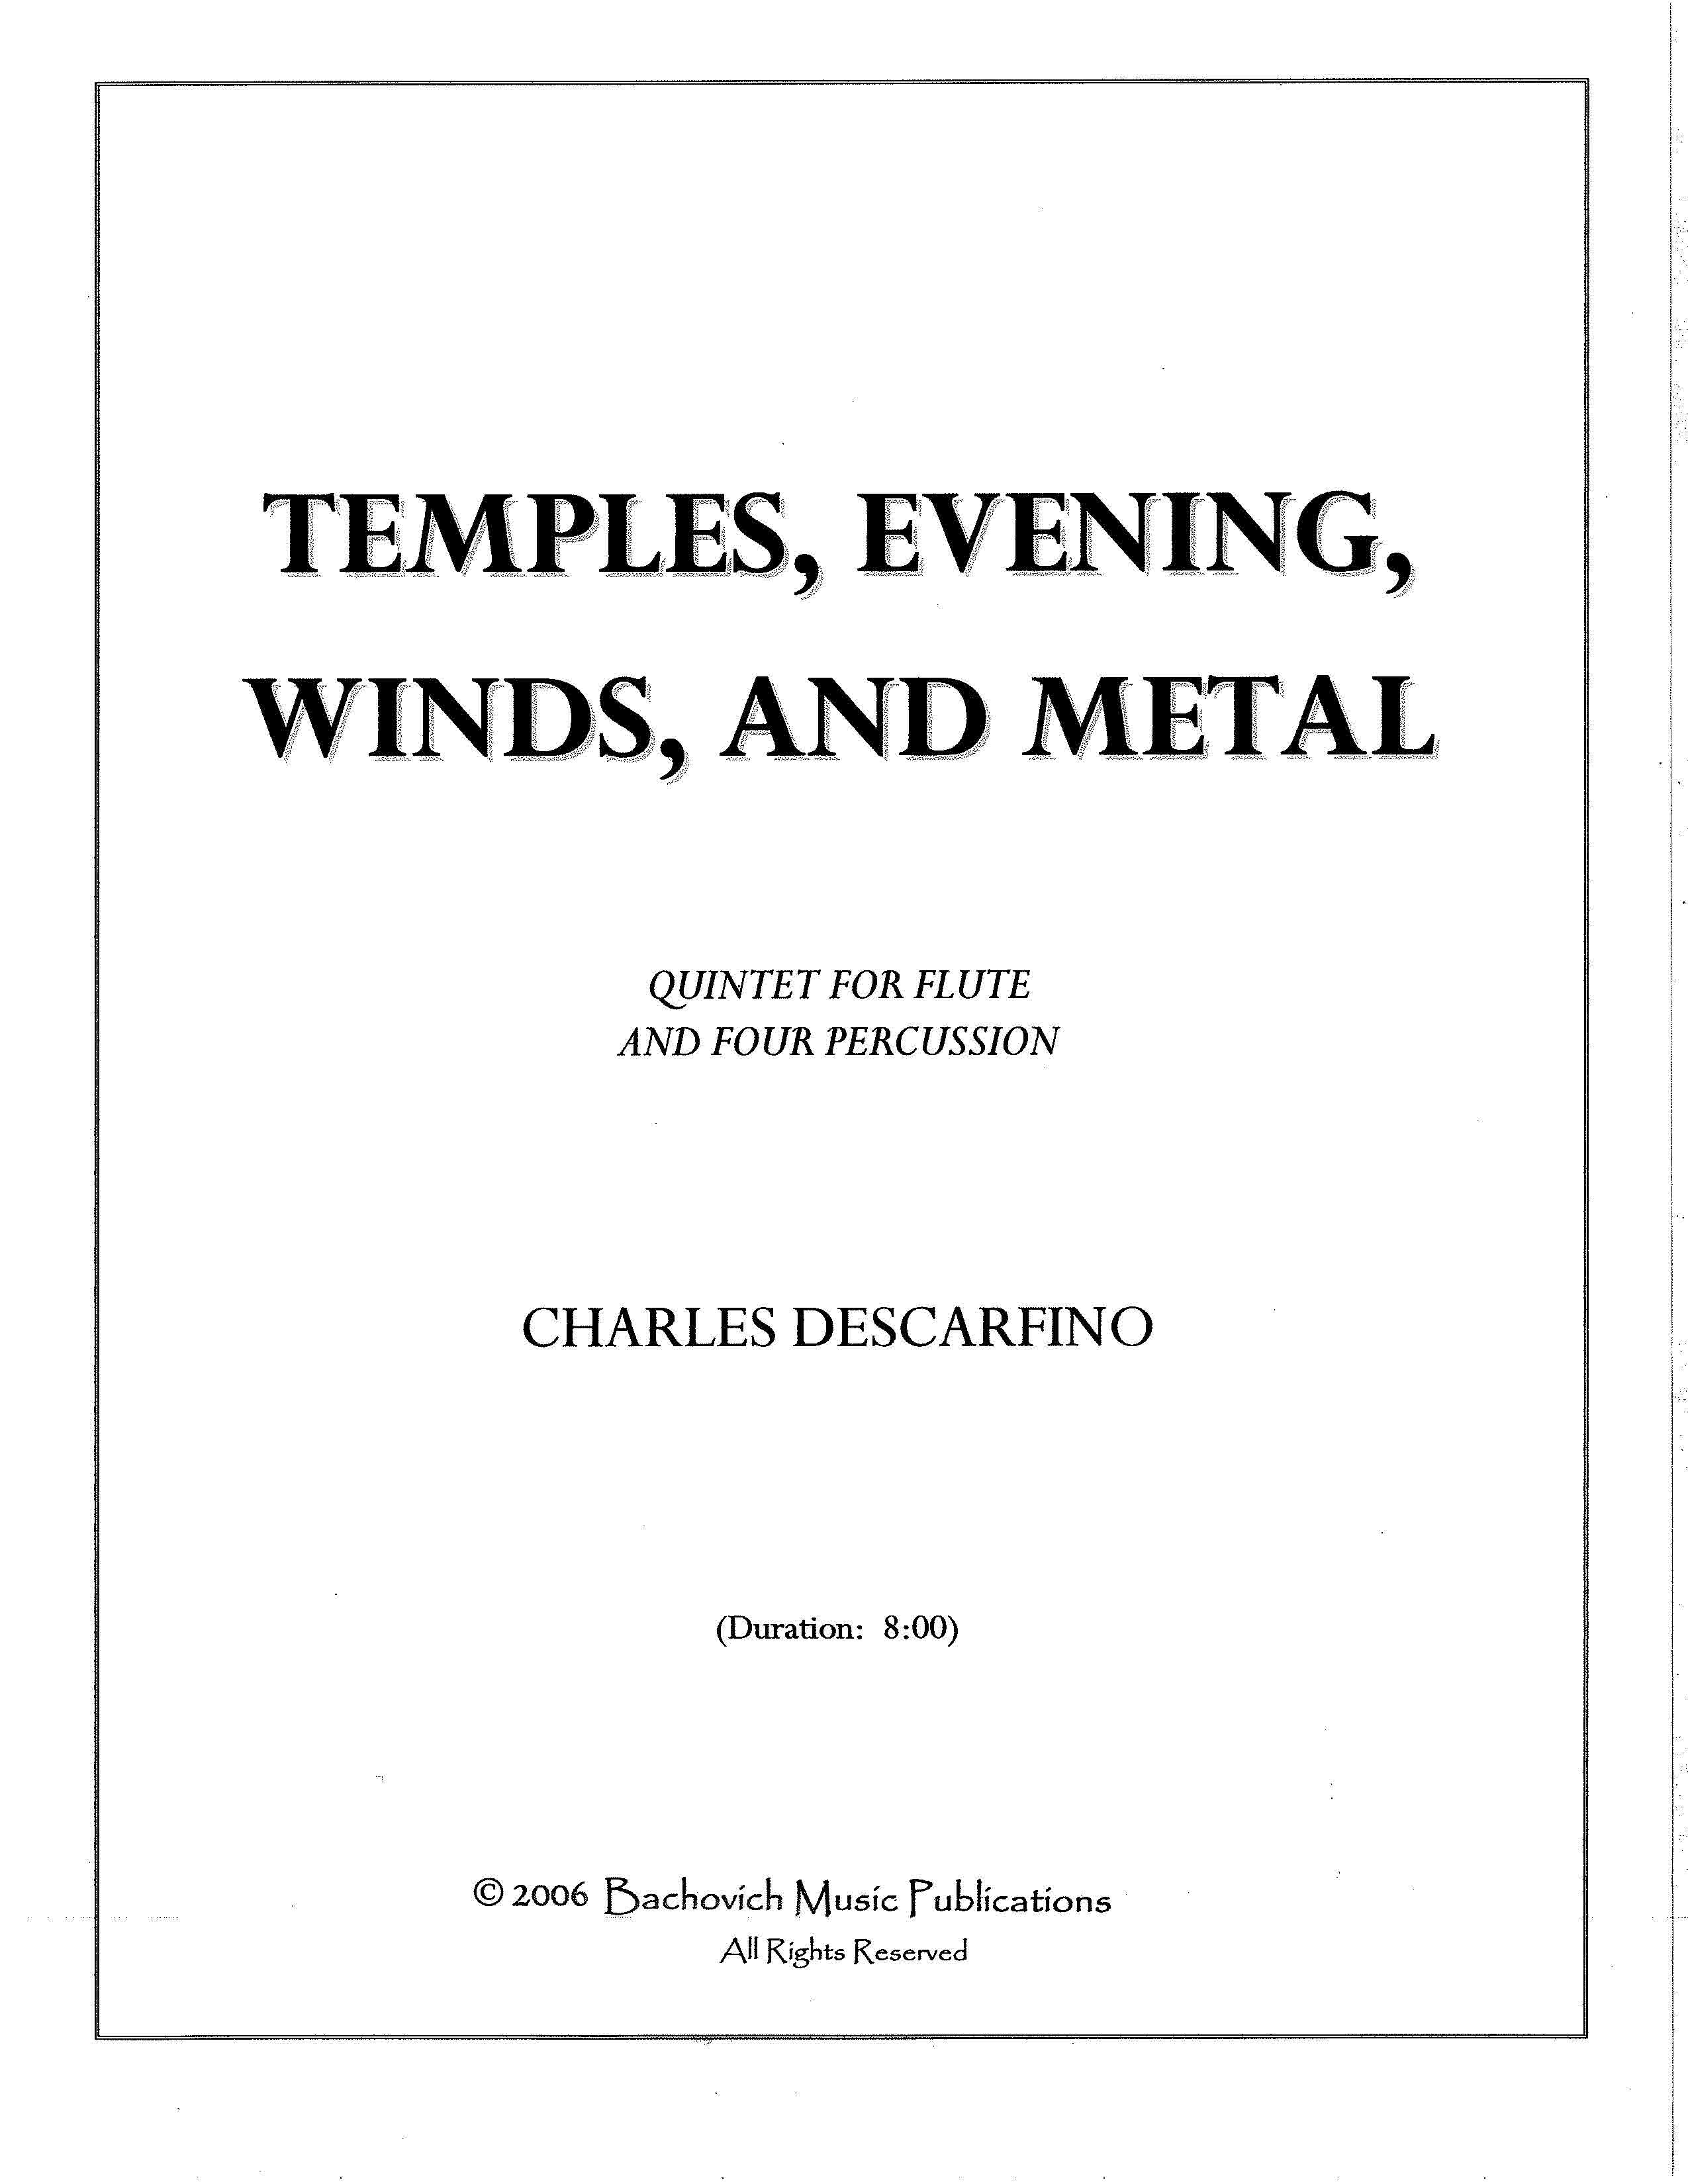 TEMPLES, EVENING,
WINDS, AND METAL
QUINTET FOR FLUTE
AND FOUR PERCUSSION
CHARLES DESCARFINO
(Duration: 8:00)
© 2006 Bachovich Music Publications
All Rights Reserved